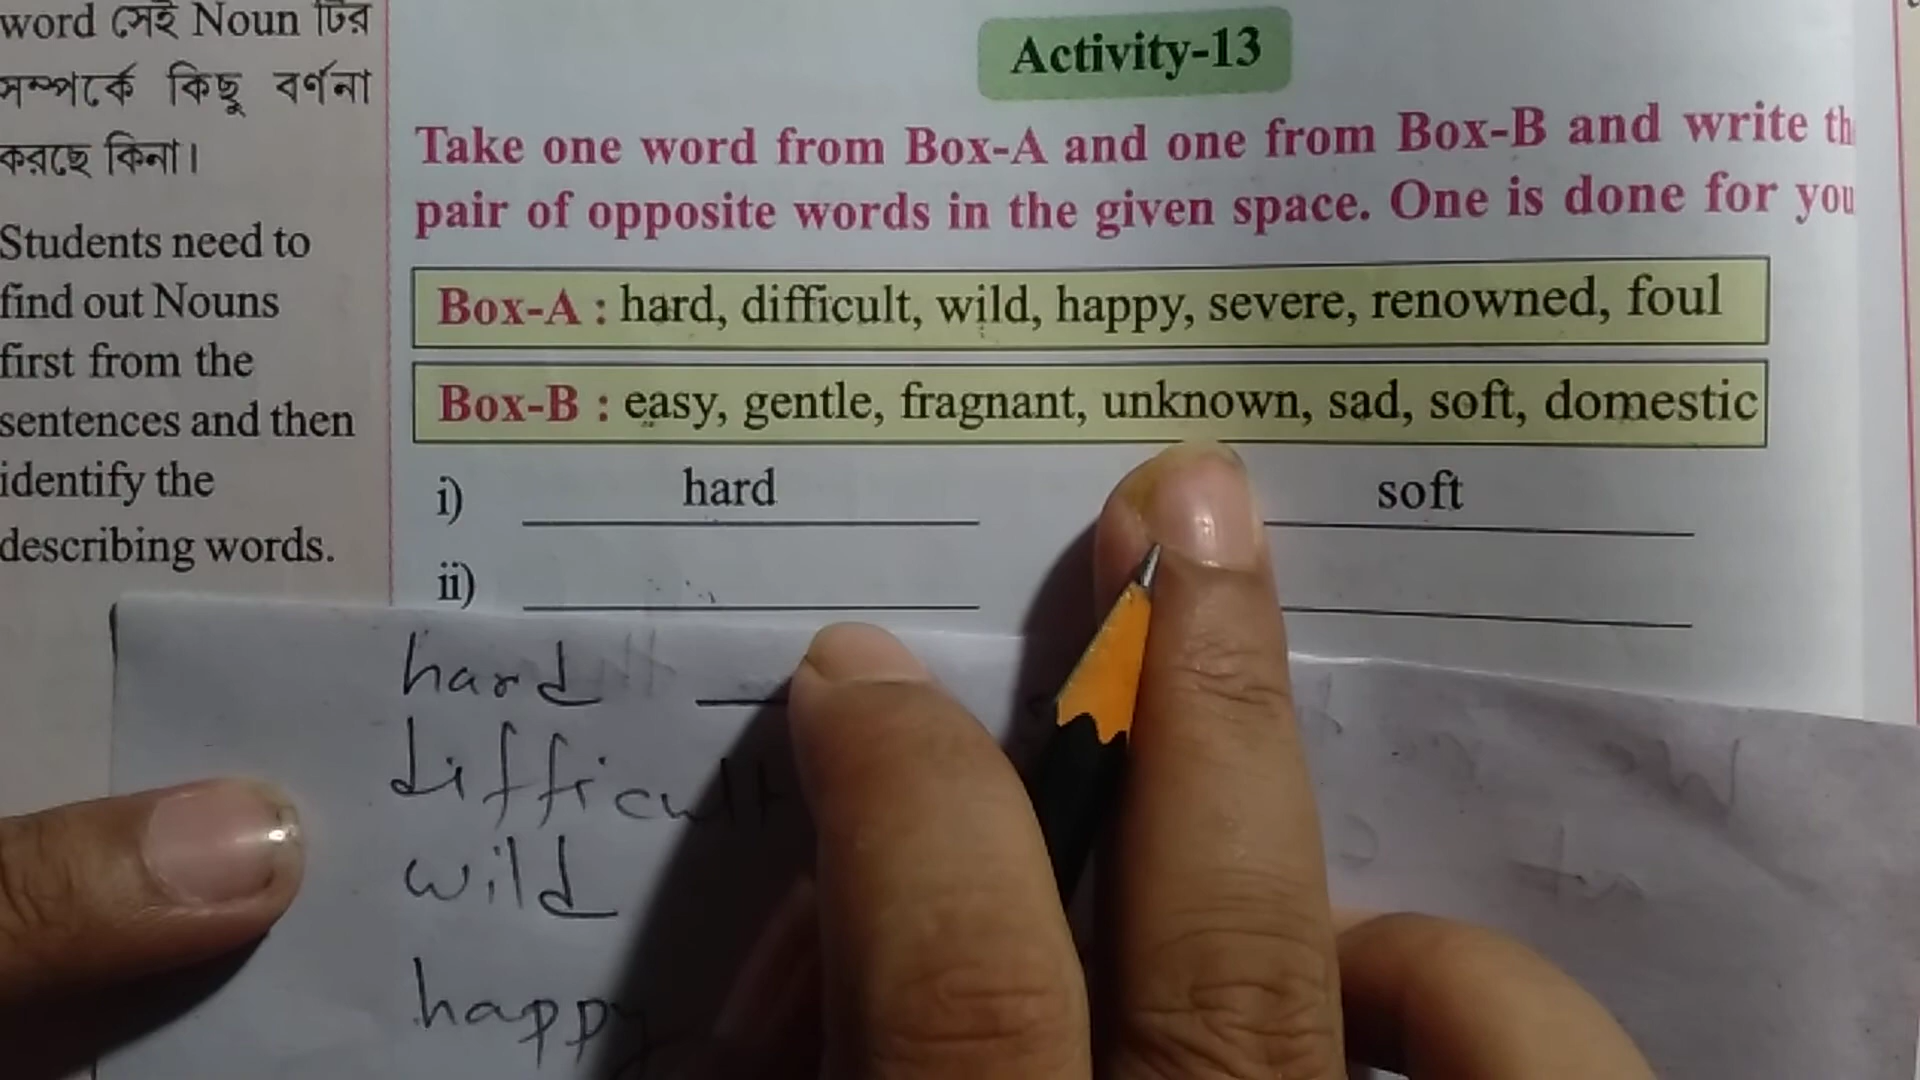 word সেই Noun টির
সম্পর্কে কিছু বর্ণনা
করছে কিনা।
Students need to
find out Nouns
first from the
sentences and then
identify the
describing words.
Activity-13
Take one word from Box-A and one from Box-B and write th
pair of opposite words in the given space. One is done for you
Box-A : hard, difficult, wild, happy, severe, renowned, foul
Box-B : easy, gentle, fragnant, unknown, sad, soft, domestic
i) hard soft
ii)
hard
difficult
wild
happy